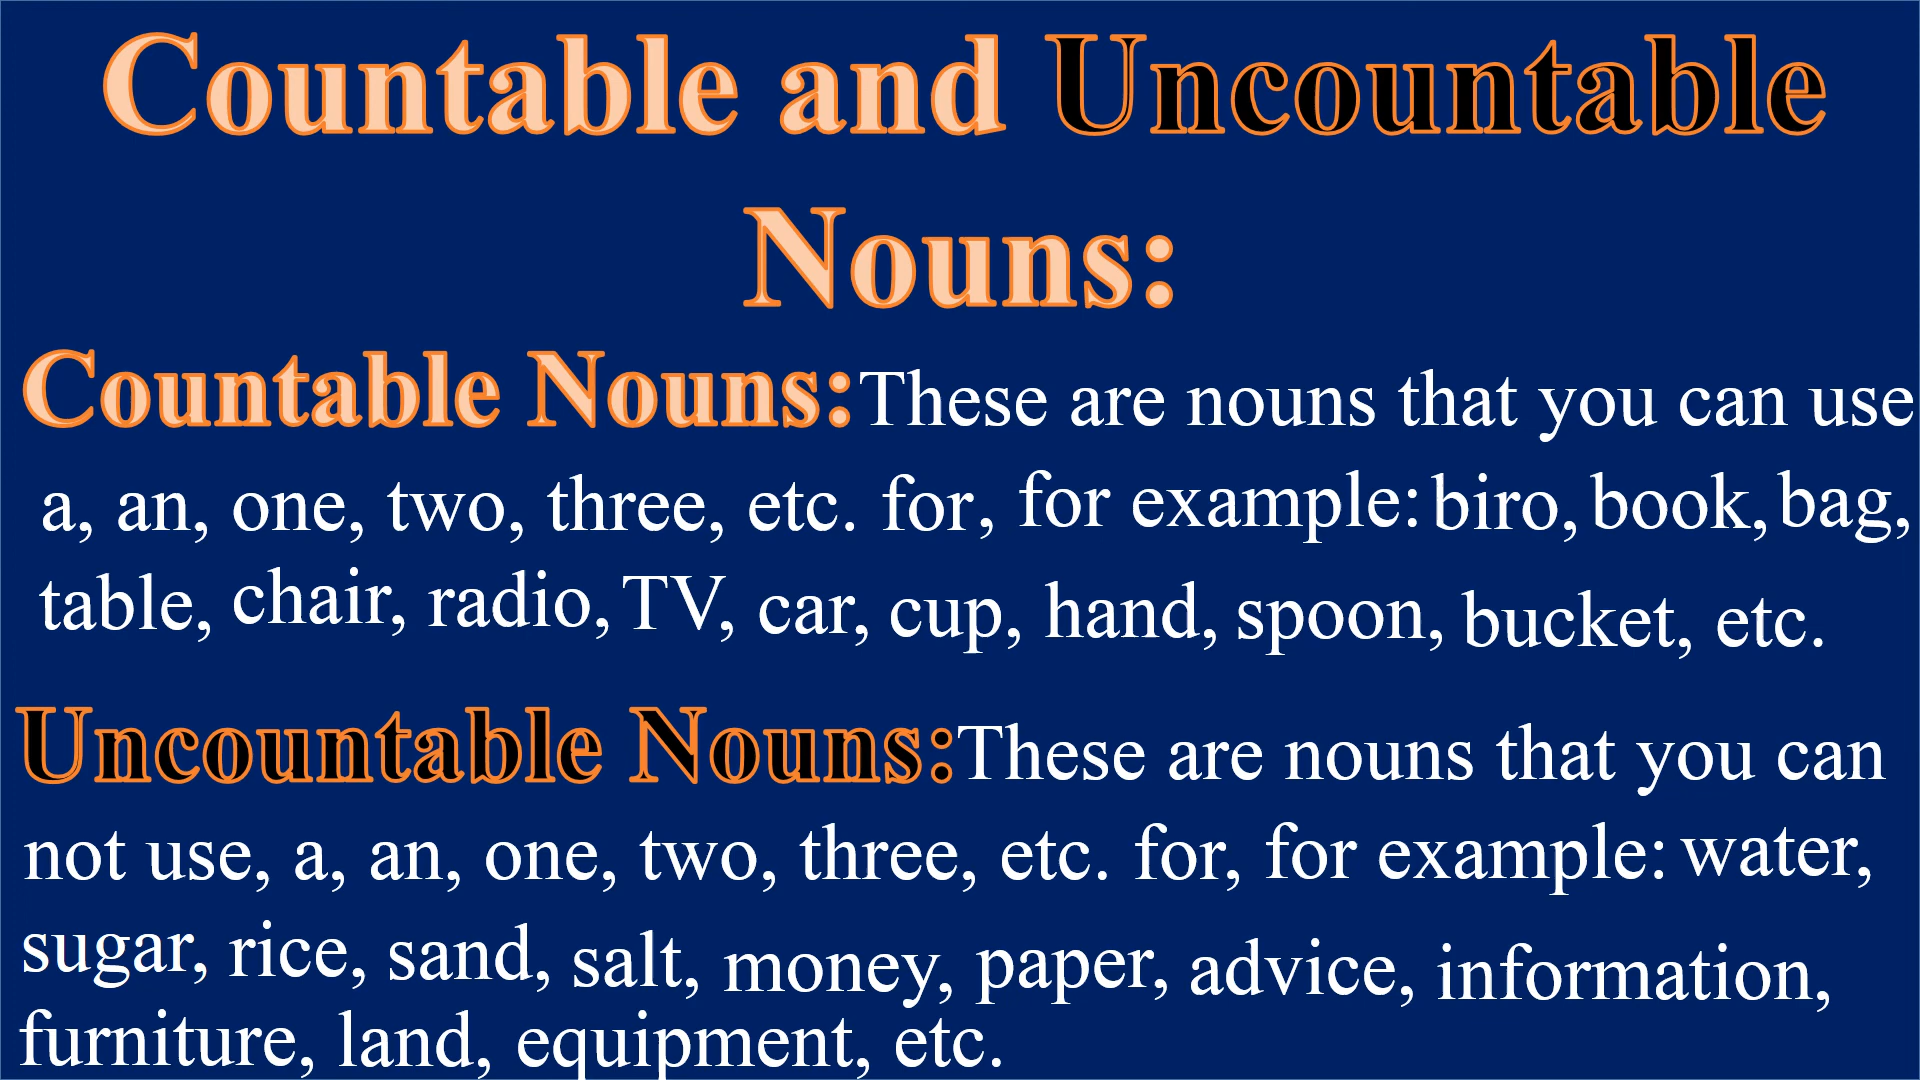 Countable and Uncountable
Nouns:
Countable Nouns:These are nouns that you can use
a, an, one, two, three, etc. for, for example: biro, book, bag,
table, chair, radio, TV, car, cup, hand, spoon, bucket, etc.
Uncountable Nouns:These are nouns that you can
not use, a, an, one, two, three, etc. for, for example: water,
sugar, rice, sand, salt, money, paper, advice, information,
furniture, land, equipment, etc.